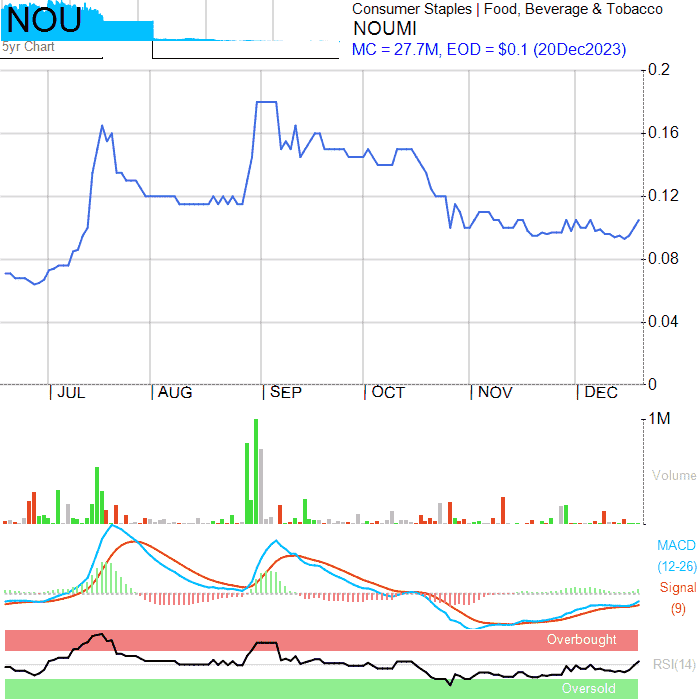 NOU
5yr Chart
Consumer Staples | Food, Beverage & Tobacco
NOUMI
MC = 27.7M, EOD = $0.1 (20Dec2023)
0.2
0.16
0.12
0.08
0.04
0
JUL AUG SEP OCT NOV DEC
1M
Volume
MACD
(12-26)
Signal
(9)
Overbought
RSI(14)
Oversold